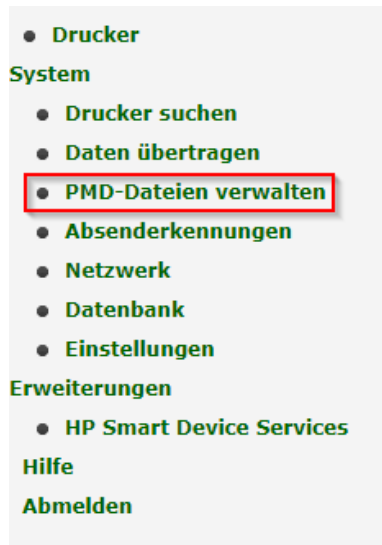 Drucker
System
Drucker suchen
Daten übertragen
PMD-Dateien verwalten
Absenderkennungen
Netzwerk
Datenbank
Einstellungen
Erweiterungen
HP Smart Device Services
Hilfe
Abmelden